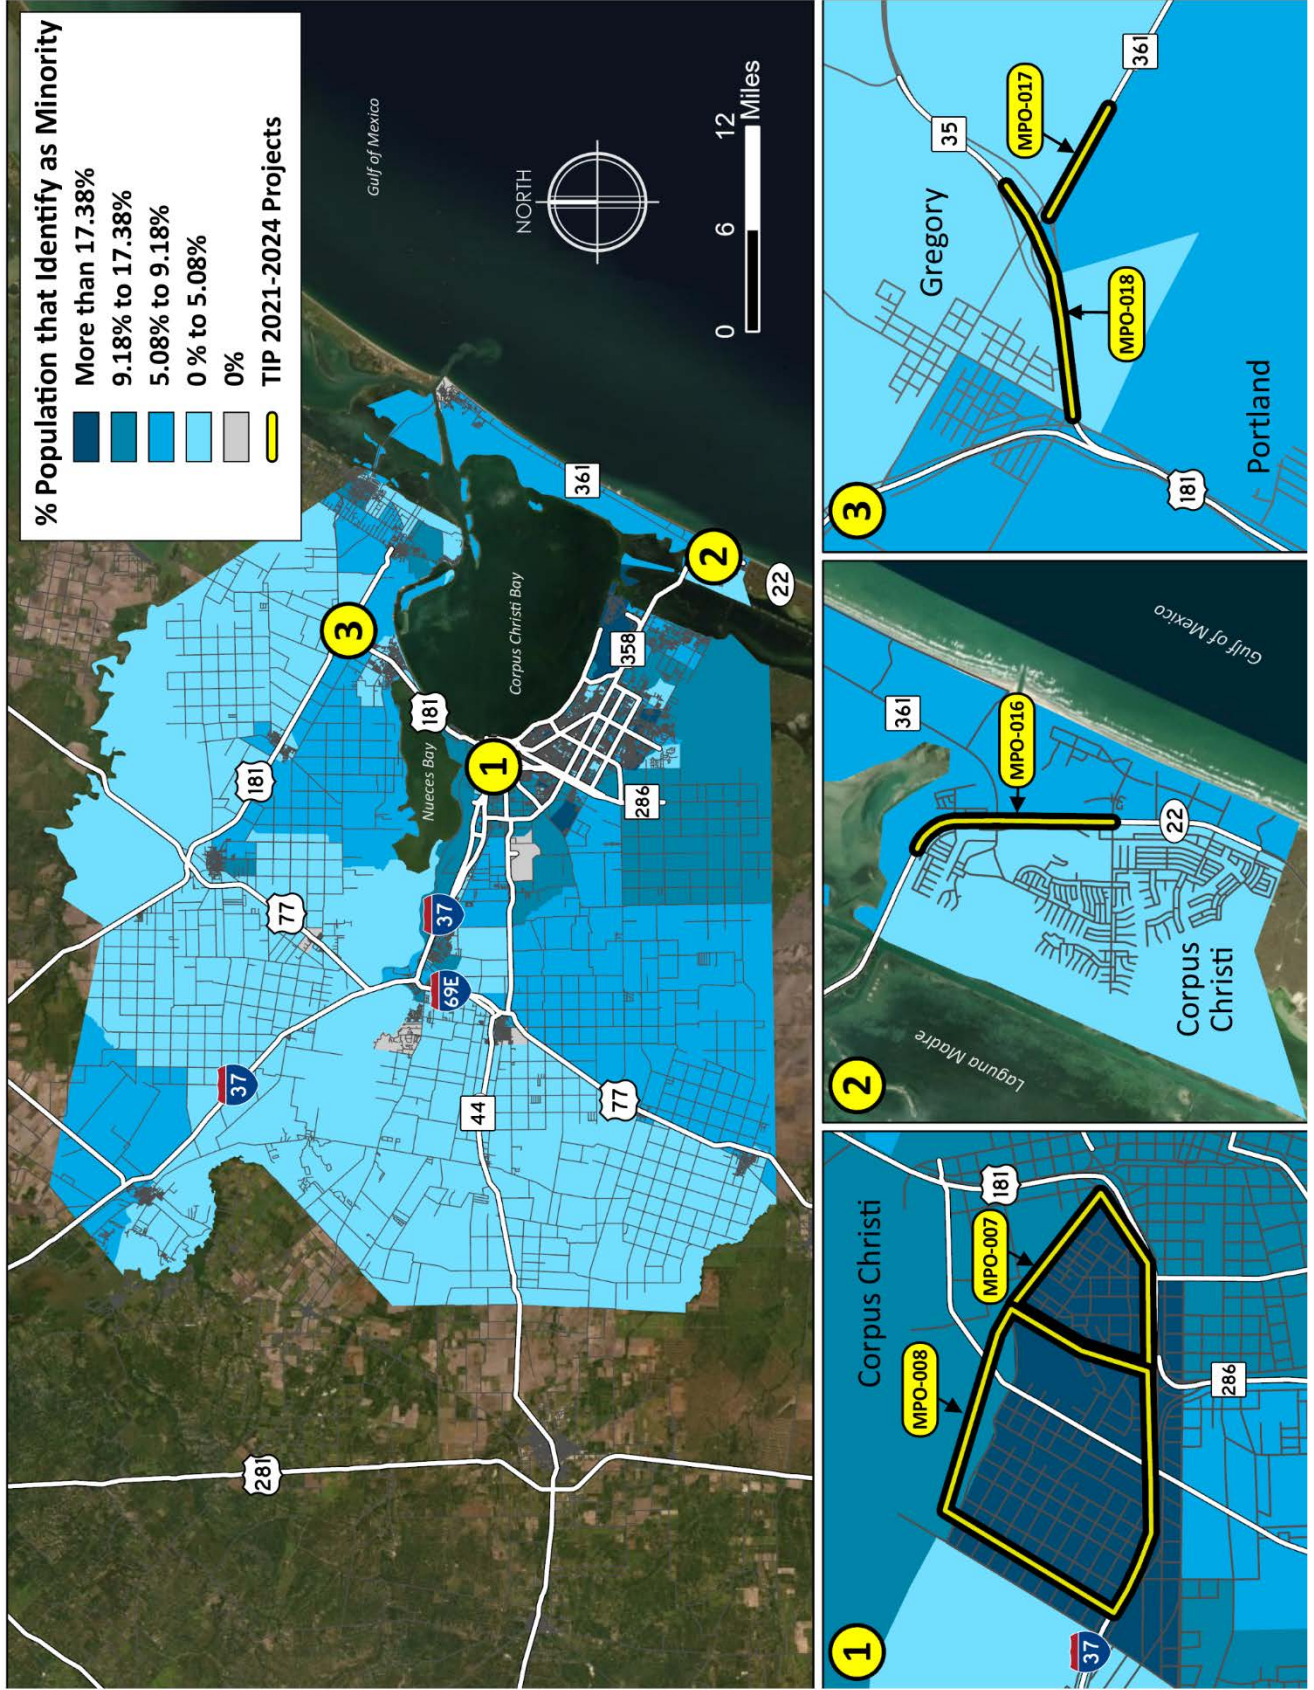 % Population that Identify as Minority
More than 17.38%
9.18% to 17.38%
5.08% to 9.18%
0 % to 5.08%
0%
TIP 2021-2024 Projects
Gulf of Mexico
NORTH
0 6 12 Miles
Corpus Christi Bay
Nueces Bay
1
2
3
361
22
358
181
286
181
77
37
37
69E
44
77
281
1
Corpus Christi
MPO-008
MPO-007
181
286
37
2
361
MPO-016
22
Corpus
Christi
Laguna Madre
Gulf of Mexico
3
35
361
MPO-017
Gregory
MPO-018
181
Portland